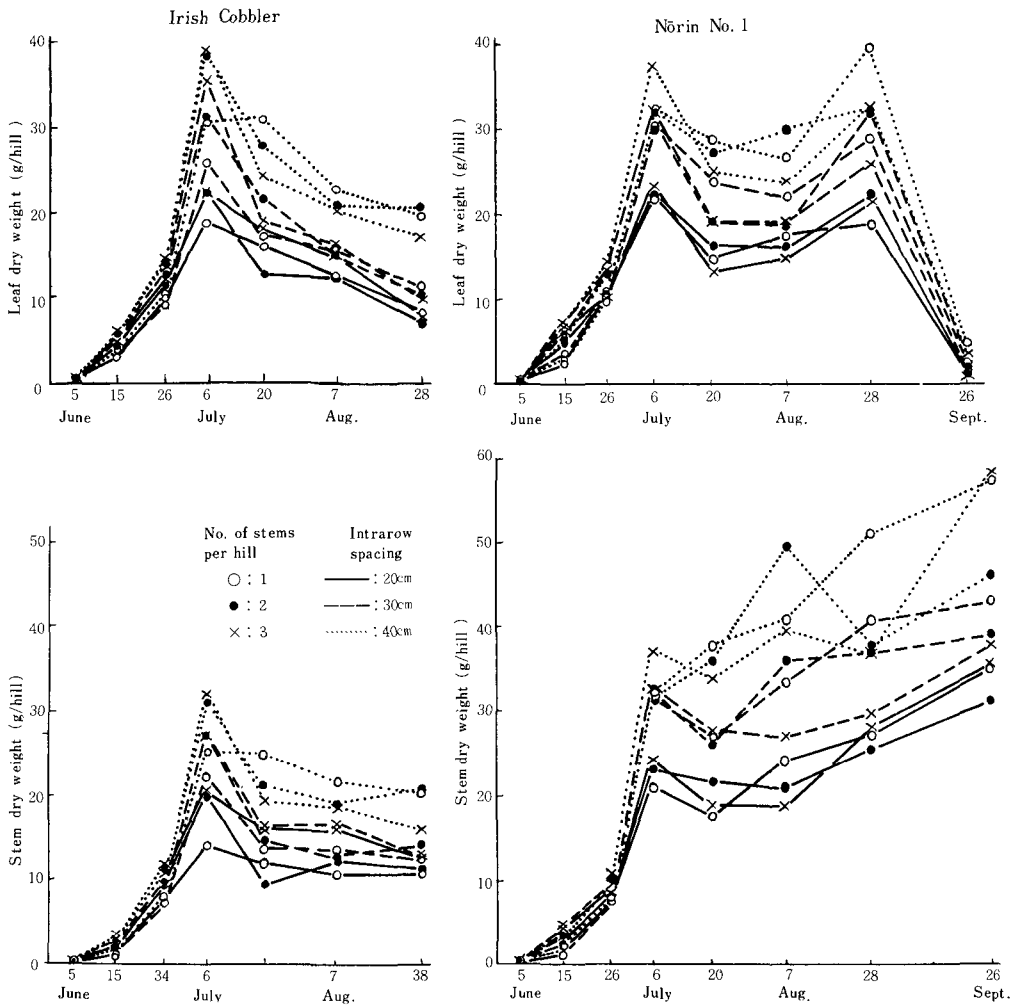 Irish Cobbler
Leaf dry weight (g/hill)
40
30
20
10
0
5 15 26 6 20 7 28
June July Aug.
Nōrin No. 1
Leaf dry weight (g/hill)
40
30
20
10
0
5 15 26 6 20 7 28 26
June July Aug. Sept.
Stem dry weight (g/hill)
50
40
30
20
10
0
No. of stems per hill
○ : 1
● : 2
× : 3
Intrarow spacing
: 20cm
: 30cm
: 40cm
5 15 34 6 7 38
June July Aug.
Stem dry weight (g/hill)
60
50
40
30
20
10
0
5 15 26 6 20 7 28 26
June July Aug. Sept.